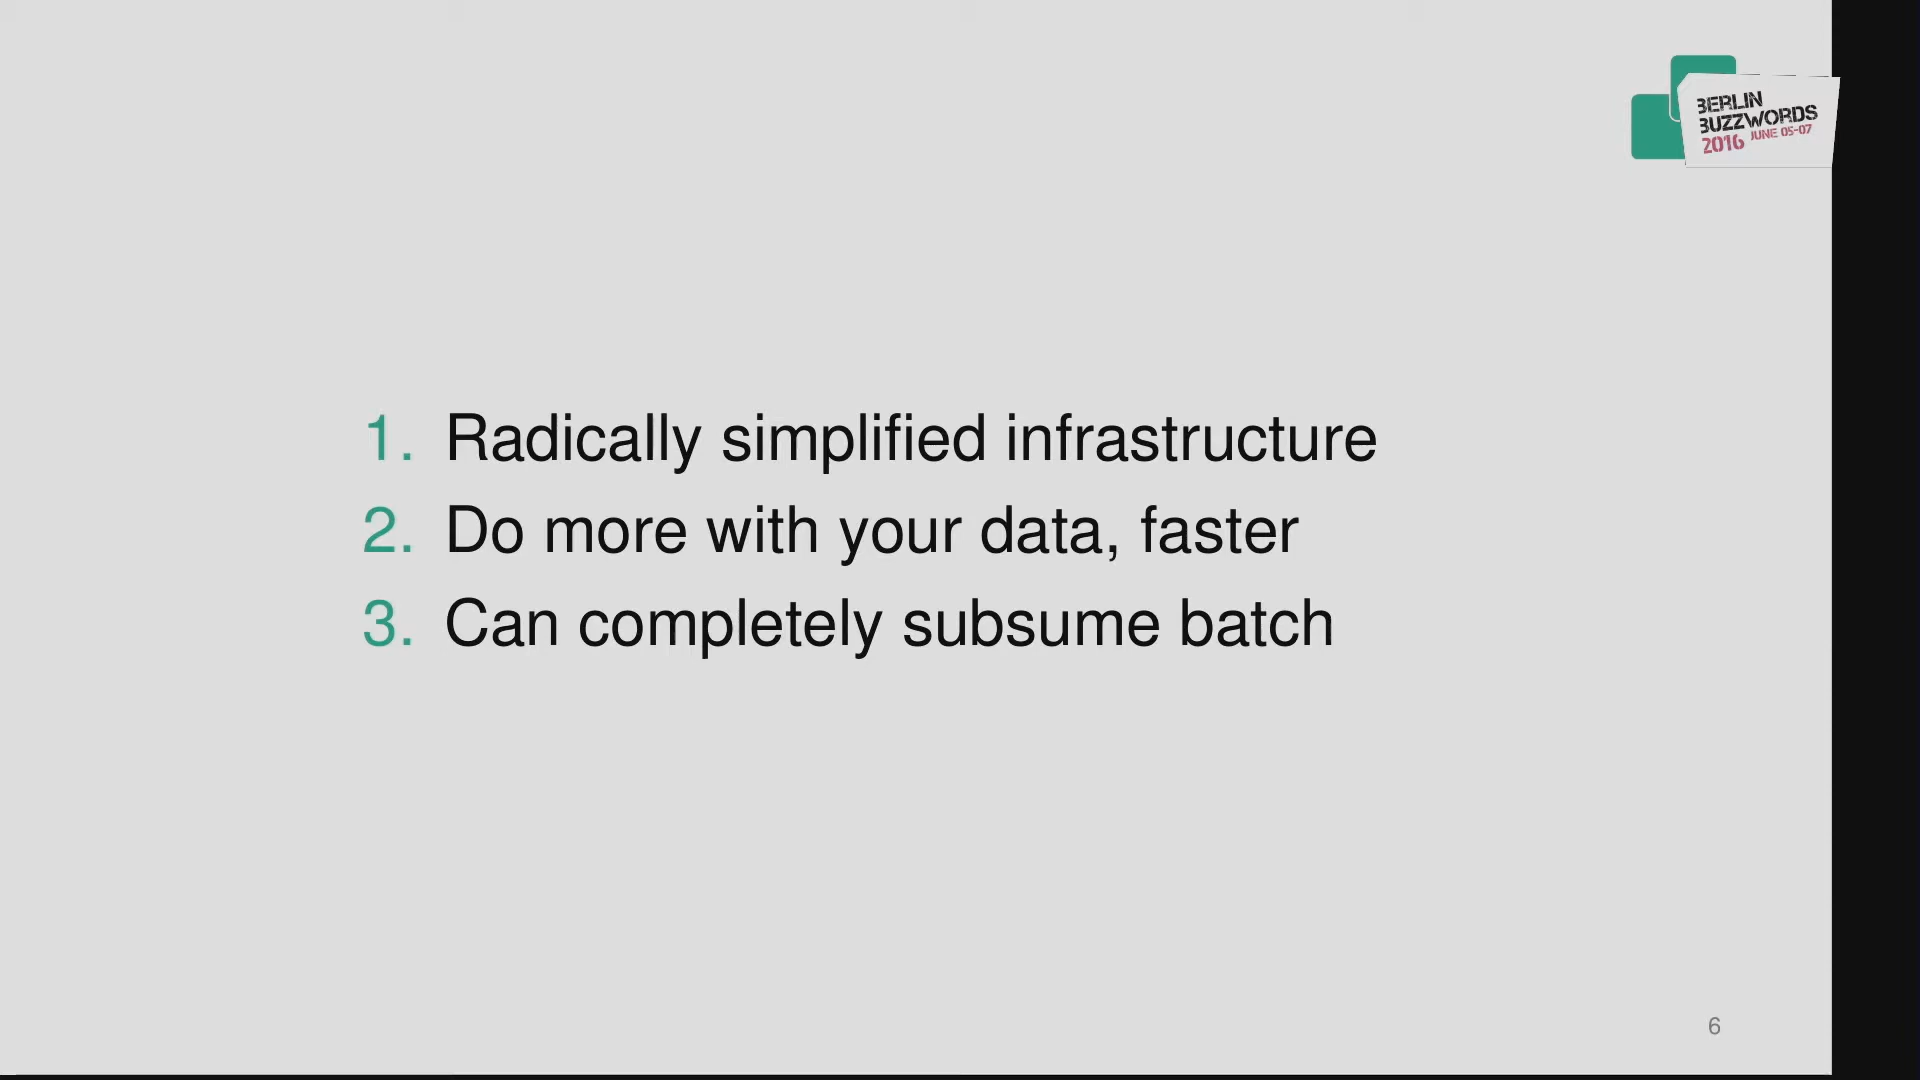 BERLIN
BUZZWORDS
2016 JUNE 05-07
1. Radically simplified infrastructure
2. Do more with your data, faster
3. Can completely subsume batch
6